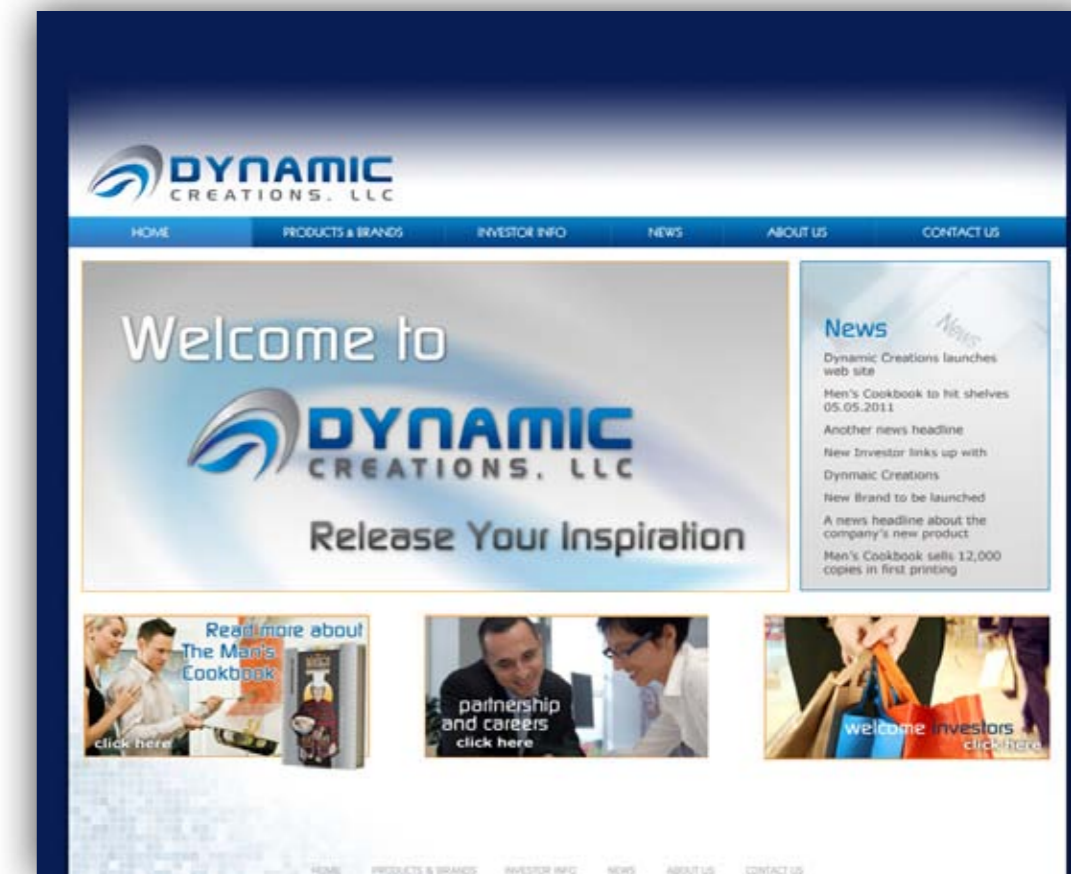 DYNAMIC
CREATIONS, LLC
HOME PRODUCTS & BRANDS INVESTOR INFO NEWS ABOUT US CONTACT US
Welcome to
DYNAMIC
CREATIONS, LLC
Release Your Inspiration
News
News
Dynamic Creations launches
web site
Men's Cookbook to hit shelves
05.05.2011
Another news headline
New Investor links up with
Dynmaic Creations
New Brand to be launched
A news headline about the
company's new product
Men's Cookbook sells 12,000
copies in first printing
Read more about
The Man's
Cookbook
click here
partnership
and careers
click here
welcome investors
click here
HOME PRODUCTS & BRANDS INVESTOR INFO NEWS ABOUT US CONTACT US